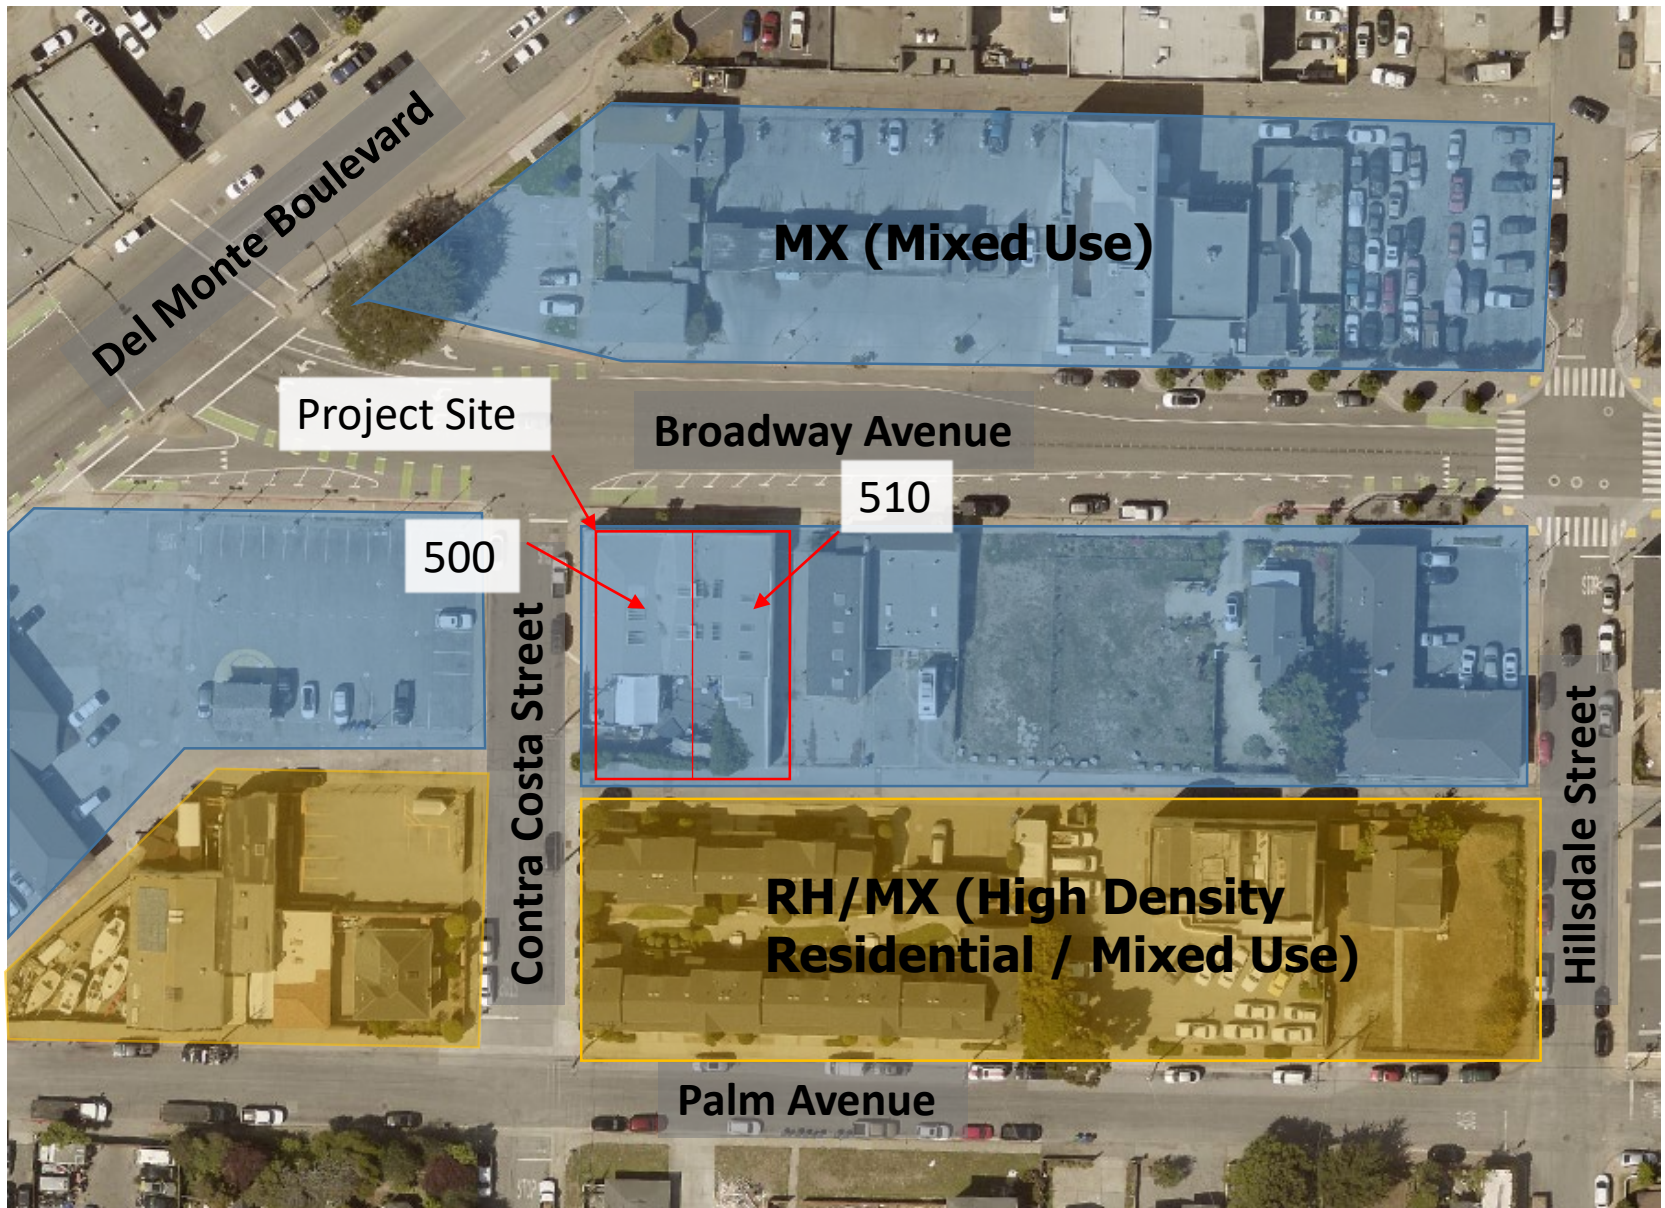 Del Monte Boulevard
MX (Mixed Use)
Project Site
Broadway Avenue
510
500
Contra Costa Street
Hillsdale Street
RH/MX (High Density
Residential / Mixed Use)
Palm Avenue